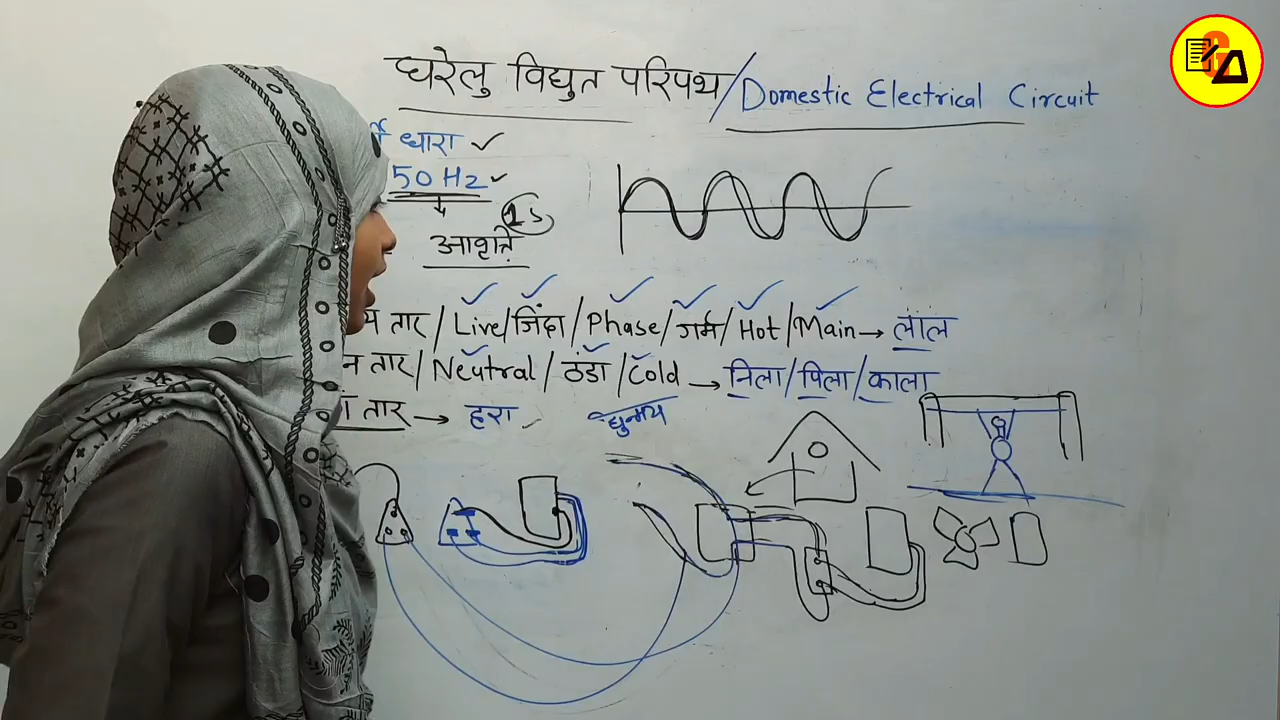 घरेलु विद्युत परिपथ/Domestic Electrical Circuit
धारा ✓
50 Hz ✓
1s
आवृत्ति
तार/Live/जिंदा/Phase/गर्म/Hot/Main→ लाल
न तार/Neutral/ठंडा/Cold → निला/पिला/काला
तार → हरा